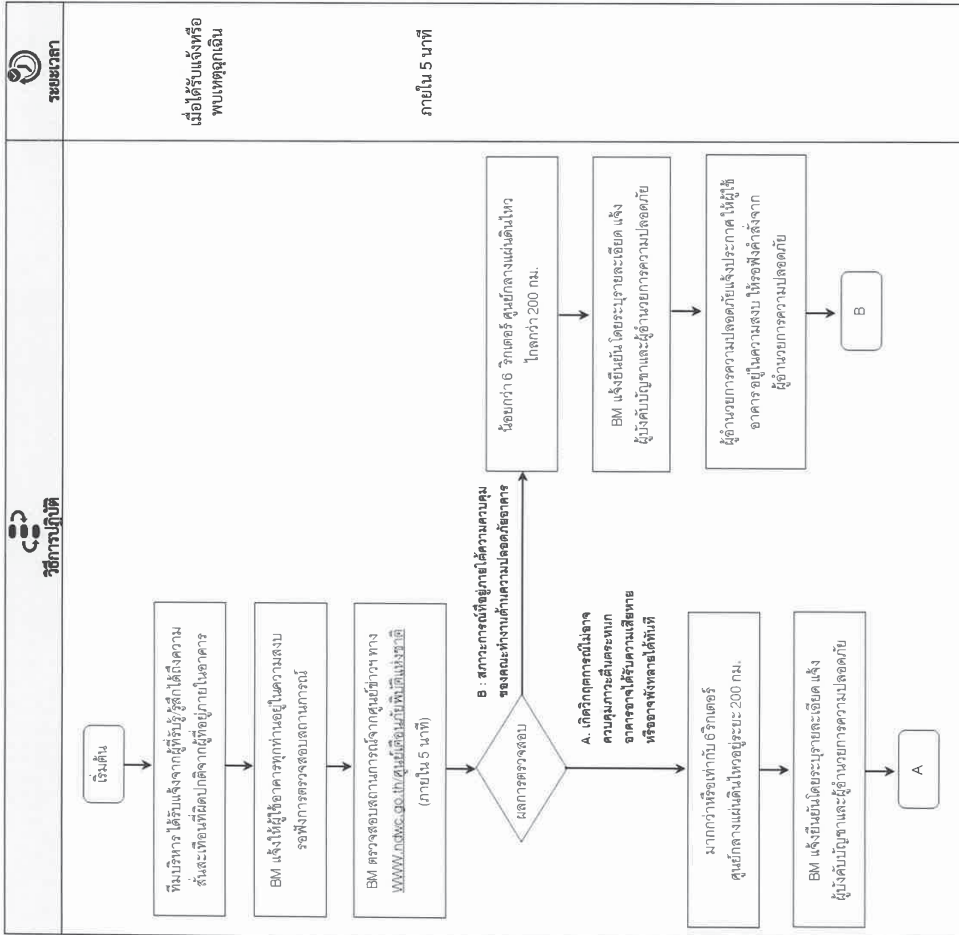 วิธีการปฏิบัติ
ระยะเวลา
เริ่มต้น
ทีมบริหาร ได้รับแจ้งจากผู้ที่รับรู้/รู้สึกได้ถึงความ
สั่นสะเทือนที่ผิดปกติจากผู้ที่อยู่ภายในอาคาร
เมื่อได้รับแจ้งหรือ
พบเหตุฉุกเฉิน
BM แจ้งให้ผู้ใช้อาคารทุกท่านอยู่ในความสงบ
รอฟังการตรวจสอบสถานการณ์
BM ตรวจสอบสถานการณ์จากศูนย์ข่าวฯ ทาง
WWW.ndwc.go.th/ศูนย์เตือนภัยพิบัติแห่งชาติ
(ภายใน 5 นาที)
ภายใน 5 นาที
ผลการตรวจสอบ
B : สภาวะการณ์ที่อยู่ภายใต้ความควบคุม
ของคณะทำงานด้านความปลอดภัยอาคาร
น้อยกว่า 6 ริกเตอร์ ศูนย์กลางแผ่นดินไหว
ไกลกว่า 200 กม.
BM แจ้งยืนยัน โดยระบุรายละเอียด แจ้ง
ผู้บังคับบัญชาและผู้อำนวยการความปลอดภัย
ผู้อำนวยการความปลอดภัยแจ้งประกาศ ให้ผู้ใช้
อาคาร อยู่ในความสงบ ให้รอฟังคำสั่งจาก
ผู้อำนวยการความปลอดภัย
B
A. เกิดวิกฤตการณ์ไม่อาจ
ควบคุมภาวะตื่นตระหนก
อาคารอาจได้รับความเสียหาย
หรืออาจพังทลายได้ทันที
มากกว่าหรือเท่ากับ 6 ริกเตอร์
ศูนย์กลางแผ่นดินไหวอยู่ระยะ 200 กม.
BM แจ้งยืนยันโดยระบุรายละเอียด แจ้ง
ผู้บังคับบัญชาและผู้อำนวยการความปลอดภัย
A